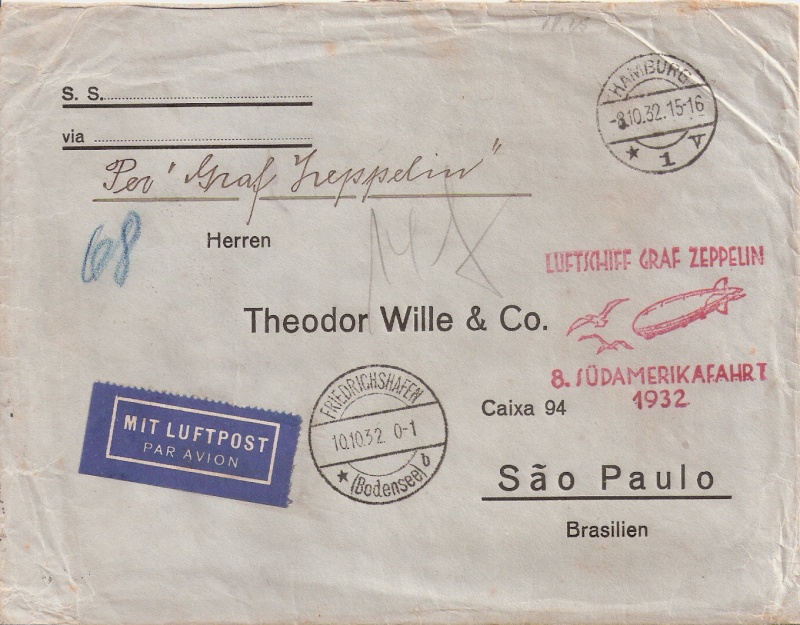 HAMBURG
-8.10.32.15-16
★ 1 V
S. S.
via
Per "Graf Zeppelin"
68
Herren
LUFTSCHIFF GRAF ZEPPELIN
Theodor Wille & Co.
8. SÜDAMERIKAFAHRT
1932
FRIEDRICHSHAFEN
10.10.32 0-1
★ (Bodensee) b
Caixa 94
MIT LUFTPOST
PAR AVION
São Paulo
Brasilien